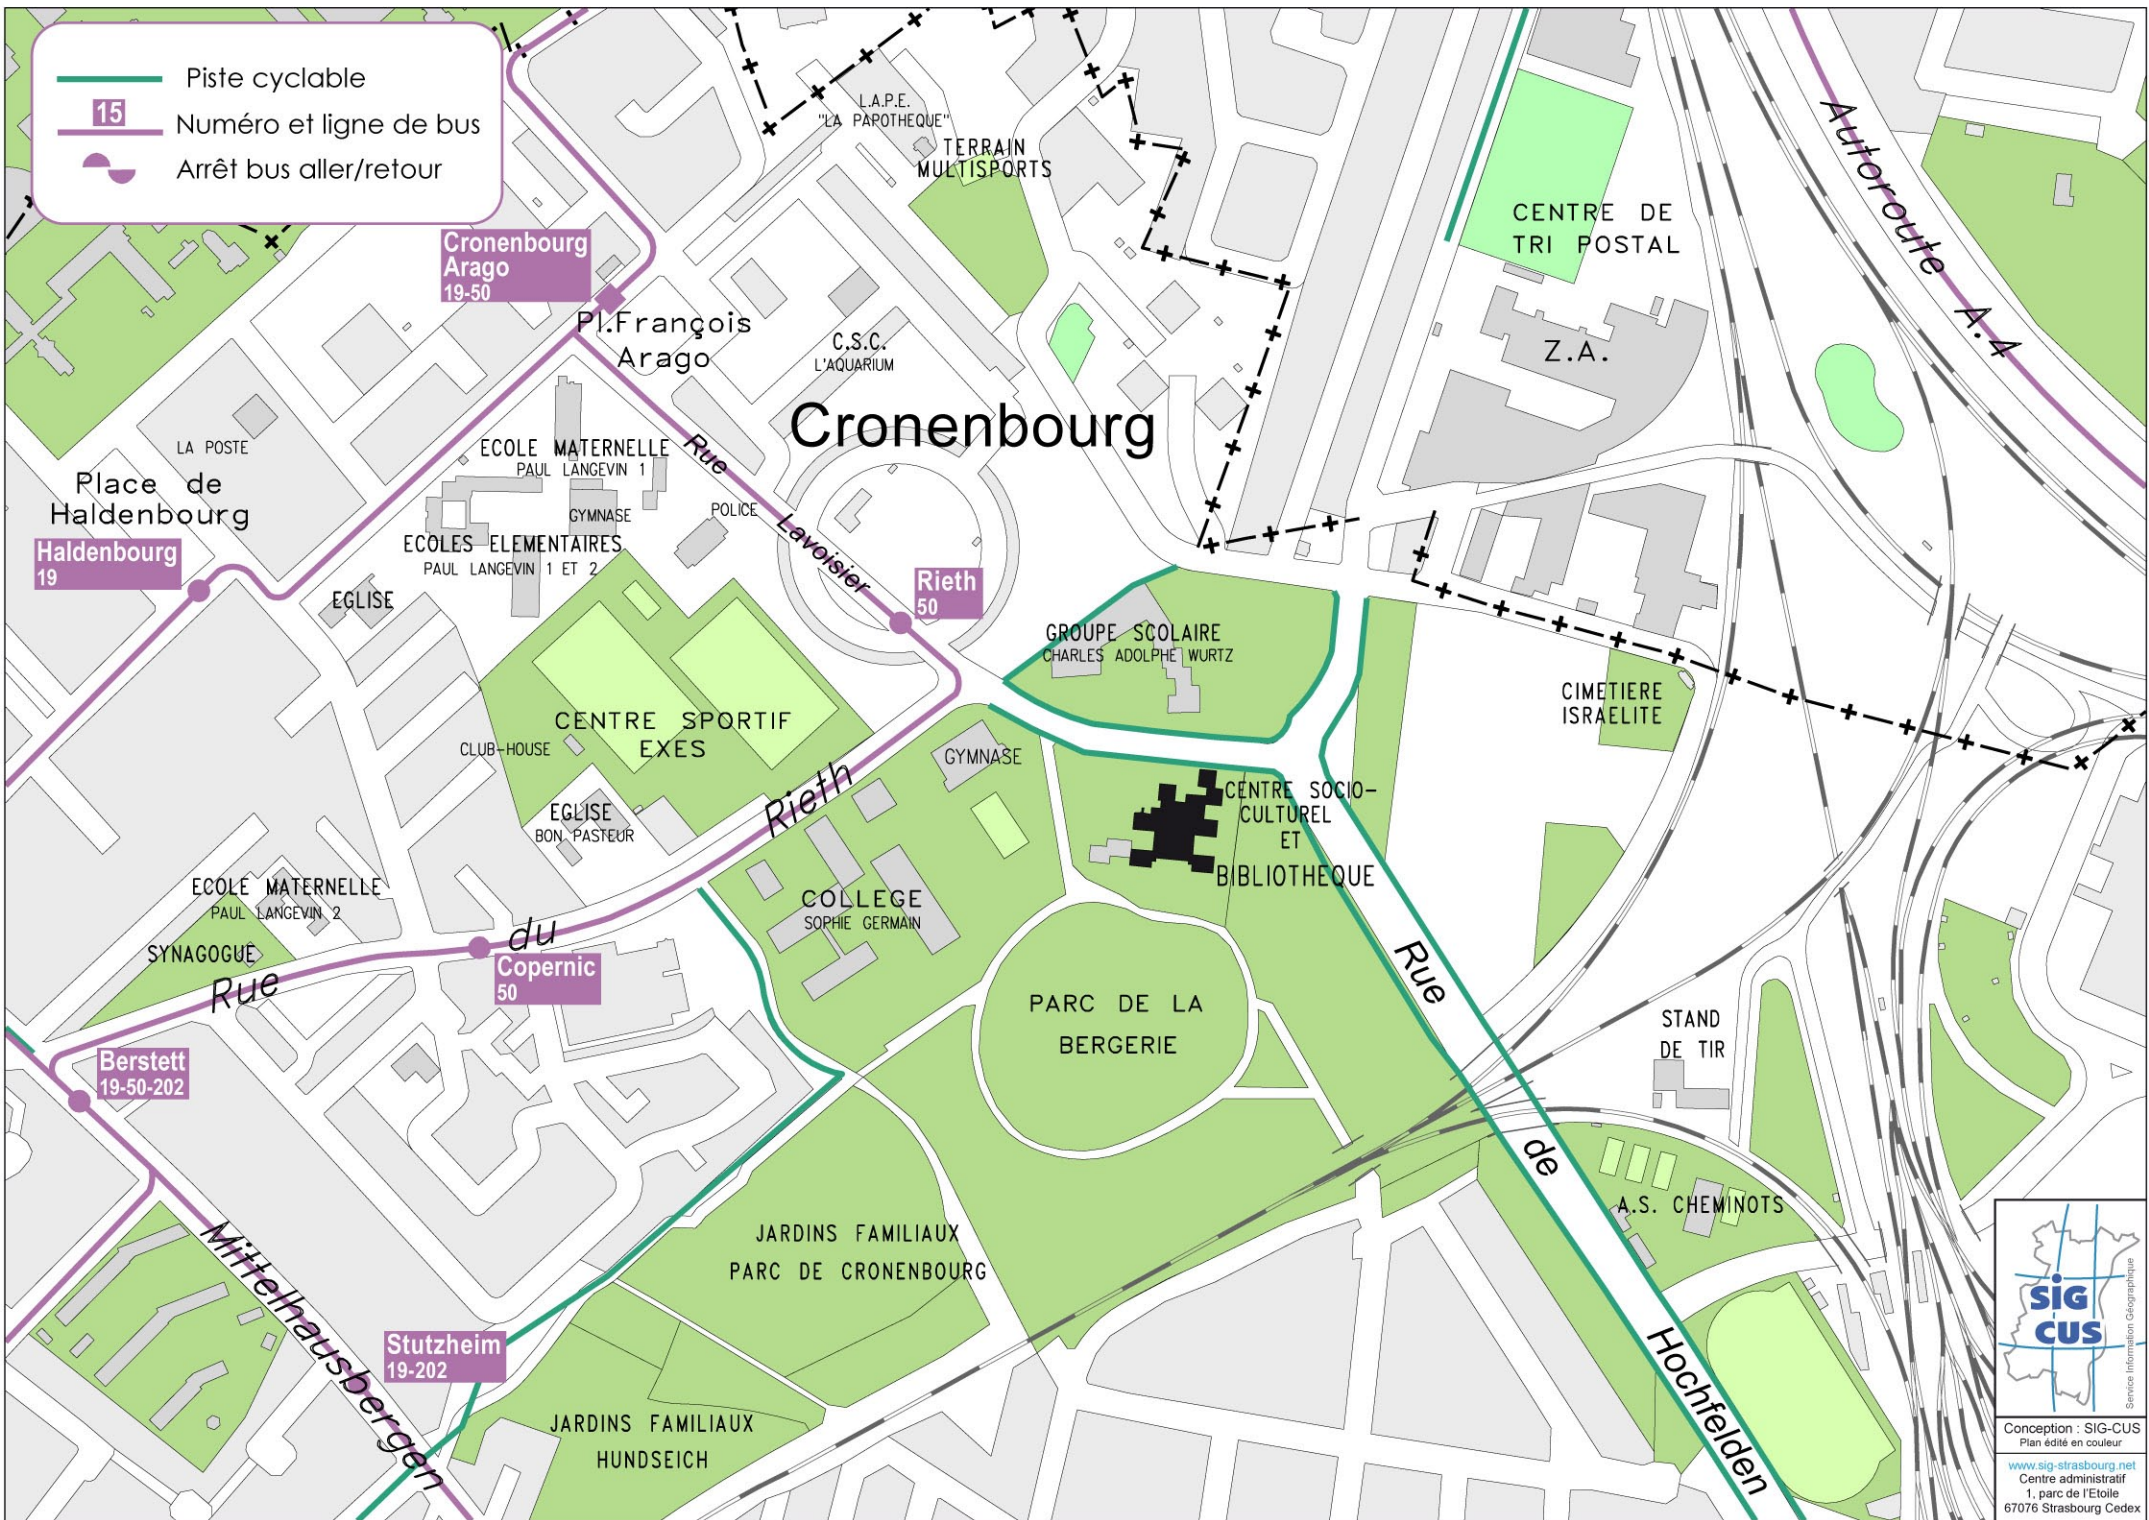 Piste cyclable
15
Numéro et ligne de bus
Arrêt bus aller/retour
L.A.P.E.
"LA PAPOTHEQUE"
TERRAIN
MULTISPORTS
Autoroute A.4
CENTRE DE
TRI POSTAL
Cronenbourg
Arago
19-50
Pl.François
Arago
C.S.C.
L'AQUARIUM
Z.A.
Cronenbourg
LA POSTE
Place de
Haldenbourg
Haldenbourg
19
ECOLE MATERNELLE
PAUL LANGEVIN 1
GYMNASE
ECOLES ELEMENTAIRES
PAUL LANGEVIN 1 ET 2
POLICE
Rue Lavoisier
EGLISE
Rieth
50
GROUPE SCOLAIRE
CHARLES ADOLPHE WURTZ
CIMETIERE
ISRAELITE
CENTRE SPORTIF
EXES
CLUB-HOUSE
GYMNASE
EGLISE
BON PASTEUR
CENTRE SOCIO-
CULTUREL
ET
BIBLIOTHEQUE
ECOLE MATERNELLE
PAUL LANGEVIN 2
SYNAGOGUE
COLLEGE
SOPHIE GERMAIN
Rue du Rieth
Copernic
50
PARC DE LA
BERGERIE
STAND
DE TIR
Berstett
19-50-202
Rue de Hochfelden
A.S. CHEMINOTS
JARDINS FAMILIAUX
PARC DE CRONENBOURG
Mittelhausbergen
Stutzheim
19-202
JARDINS FAMILIAUX
HUNDSEICH
SIG
CUS
Service Information Géographique
Conception : SIG-CUS
Plan édité en couleur
www.sig-strasbourg.net
Centre administratif
1, parc de l'Etoile
67076 Strasbourg Cedex